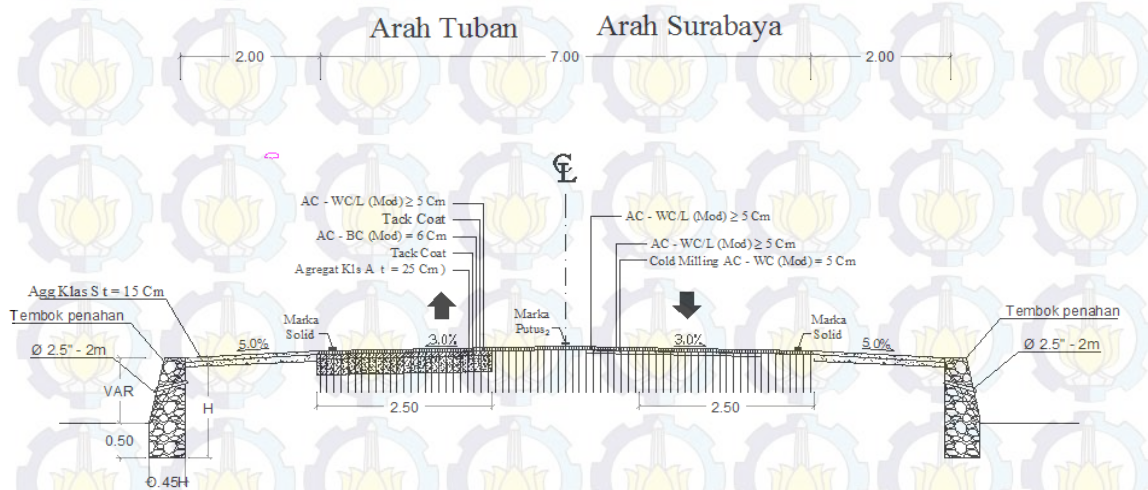 Arah Tuban Arah Surabaya
2.00 7.00 2.00
℄
AC - WC/L (Mod) ≥ 5 Cm
Tack Coat
AC - BC (Mod) = 6 Cm
Tack Coat
Agregat Kls A t = 25 Cm )
AC - WC/L (Mod) ≥ 5 Cm
AC - WC/L (Mod) ≥ 5 Cm
Cold Milling AC - WC (Mod) = 5 Cm
Agg Klas S t = 15 Cm
Tembok penahan
Ø 2.5" - 2m
Marka
Solid
Marka
Putus2
Marka
Solid
Tembok penahan
Ø 2.5" - 2m
5.0% 3.0% 3.0% 5.0%
VAR
H
2.50 2.50
0.50
0.45H